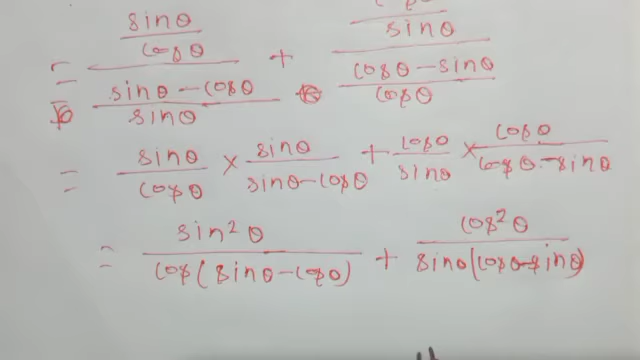 = (sinθ/cosθ)/((sinθ-cosθ)/sinθ) + (cosθ/sinθ)/((cosθ-sinθ)/cosθ)
= sinθ/cosθ × sinθ/(sinθ-cosθ) + cosθ/sinθ × cosθ/(cosθ-sinθ)
= sin²θ/(cos(sinθ-cosθ)) + cos²θ/(sinθ(cosθ-sinθ))